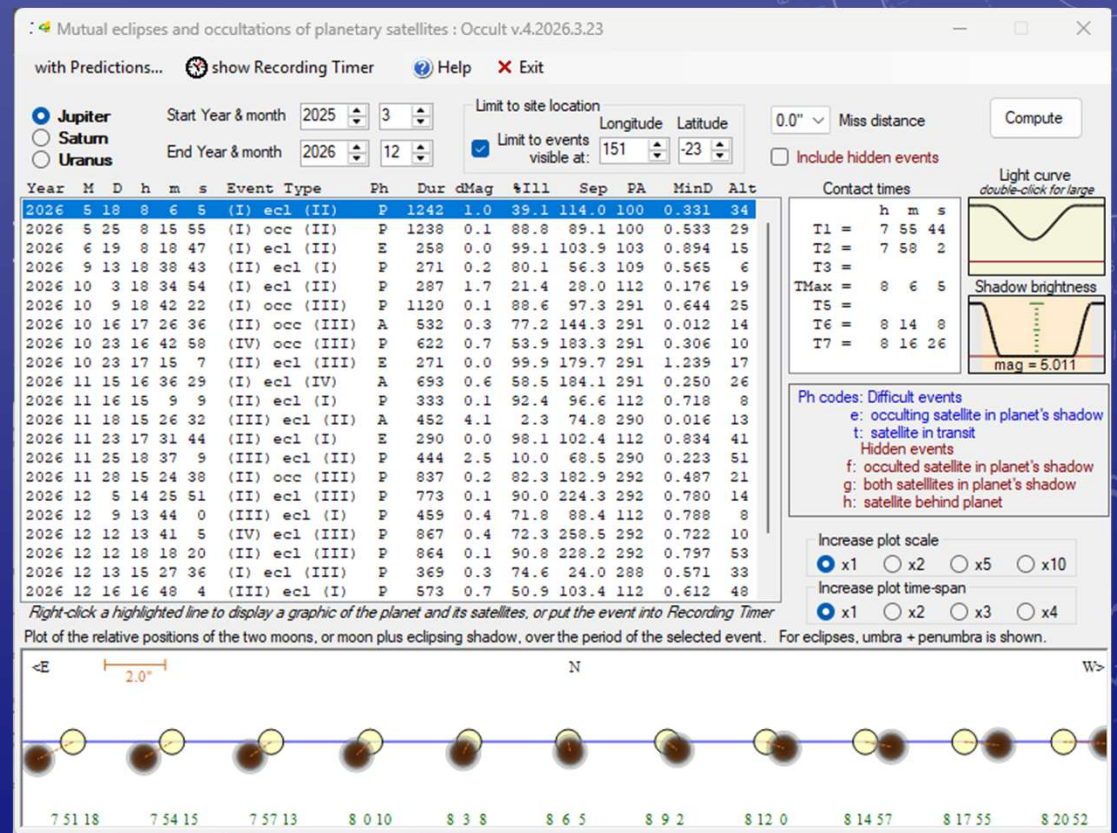 Mutual eclipses and occultations of planetary satellites : Occult v.4.2026.3.23
with Predictions... show Recording Timer Help Exit
Jupiter
Saturn
Uranus
Start Year & month 2025 3
End Year & month 2026 12
Limit to site location
Longitude Latitude
Limit to events
visible at: 151 -23
0.0" Miss distance
Include hidden events
Compute
Year M D h m s Event Type Ph Dur dMag %Ill Sep PA MinD Alt
2026 5 18 8 6 5 (I) ecl (II) P 1242 1.0 39.1 114.0 100 0.331 34
2026 5 25 8 15 55 (I) occ (II) P 1238 0.1 88.8 89.1 100 0.533 29
2026 6 19 8 18 47 (I) ecl (II) E 258 0.0 99.1 103.9 103 0.894 15
2026 9 13 18 38 43 (II) ecl (I) P 271 0.2 80.1 56.3 109 0.565 6
2026 10 3 18 34 54 (I) ecl (II) P 287 1.7 21.4 28.0 112 0.176 19
2026 10 9 18 42 22 (I) occ (III) P 1120 0.1 88.6 97.3 291 0.644 25
2026 10 16 17 26 36 (II) occ (III) A 532 0.3 77.2 144.3 291 0.012 14
2026 10 23 16 42 58 (IV) occ (III) P 622 0.7 53.9 183.3 291 0.306 10
2026 10 23 17 15 7 (II) ecl (III) E 271 0.0 99.9 179.7 291 1.239 17
2026 11 15 16 36 29 (I) ecl (IV) A 693 0.6 58.5 184.1 291 0.250 26
2026 11 16 15 9 9 (II) ecl (I) P 333 0.1 92.4 96.6 112 0.718 8
2026 11 18 15 26 32 (III) ecl (II) A 452 4.1 2.3 74.8 290 0.016 13
2026 11 23 17 31 44 (II) ecl (I) E 290 0.0 98.1 102.4 112 0.834 41
2026 11 25 18 37 9 (III) ecl (II) P 444 2.5 10.0 68.5 290 0.223 51
2026 11 28 15 24 38 (II) occ (III) P 837 0.2 82.3 182.9 292 0.487 21
2026 12 5 14 25 51 (II) ecl (III) P 773 0.1 90.0 224.3 292 0.780 14
2026 12 9 13 44 0 (III) ecl (I) P 459 0.4 71.8 88.4 112 0.788 8
2026 12 12 13 41 5 (IV) ecl (III) P 867 0.4 72.3 258.5 292 0.722 10
2026 12 12 18 18 20 (II) ecl (III) P 864 0.1 90.8 228.2 292 0.797 53
2026 12 13 15 27 36 (I) ecl (III) P 369 0.3 74.6 24.0 288 0.571 33
2026 12 16 16 48 4 (III) ecl (I) P 573 0.7 50.9 103.4 112 0.612 48
Contact times
h m s
T1 = 7 55 44
T2 = 7 58 2
T3 =
TMax = 8 6 5
T5 =
T6 = 8 14 8
T7 = 8 16 26
Light curve
double-click for large
Shadow brightness
mag = 5.011
Ph codes: Difficult events
e: occulting satellite in planet's shadow
t: satellite in transit
Hidden events
f: occulted satellite in planet's shadow
g: both satelllites in planet's shadow
h: satellite behind planet
Increase plot scale
x1 x2 x5 x10
Increase plot time-span
x1 x2 x3 x4
Right-click a highlighted line to display a graphic of the planet and its satellites, or put the event into Recording Timer
Plot of the relative positions of the two moons, or moon plus eclipsing shadow, over the period of the selected event. For eclipses, umbra + penumbra is shown.
<E N W>
2.0"
7 51 18 7 54 15 7 57 13 8 0 10 8 3 8 8 6 5 8 9 2 8 12 0 8 14 57 8 17 55 8 20 52